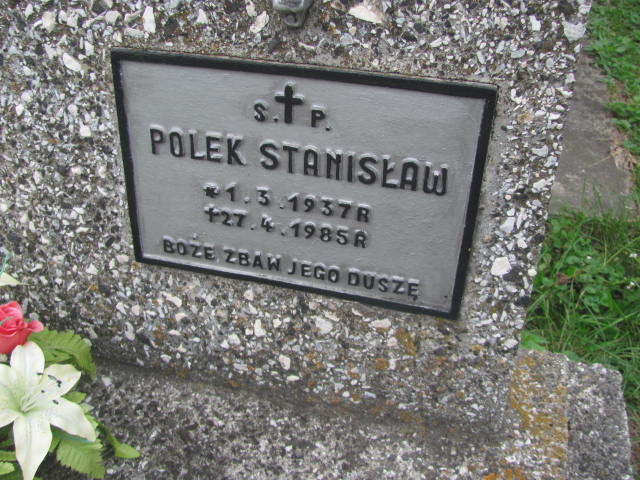 S. ✝ P.
POLEK STANISŁAW
* 1. 3. 1937R
✝ 27. 4. 1985R
BOŻE, ZBAW JEGO DUSZĘ